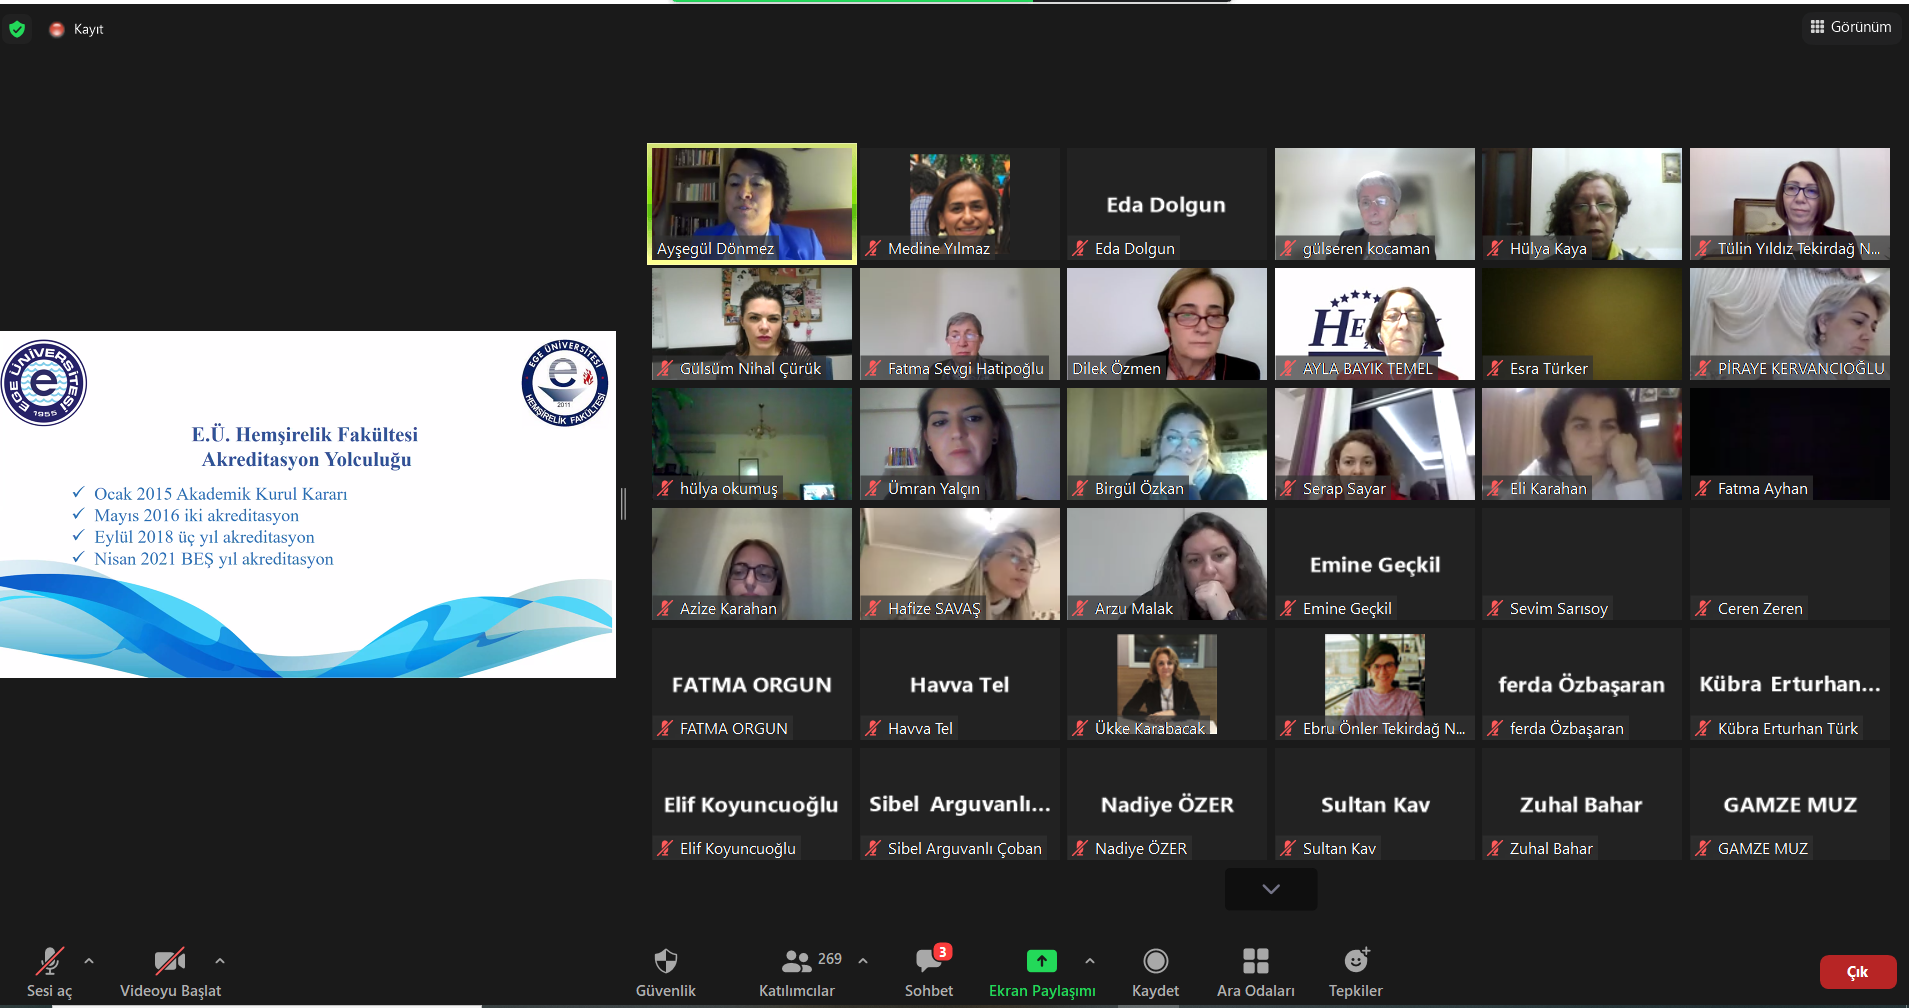 Kayıt
Görünüm
EGE ÜNİVERSİTESİ
1955
EGE ÜNİVERSİTESİ
2011
HEMŞİRELİK FAKÜLTESİ
E.Ü. Hemşirelik Fakültesi
Akreditasyon Yolculuğu
Ocak 2015 Akademik Kurul Kararı
Mayıs 2016 iki akreditasyon
Eylül 2018 üç yıl akreditasyon
Nisan 2021 BEŞ yıl akreditasyon
Ayşegül Dönmez
Medine Yılmaz
Eda Dolgun
Eda Dolgun
gülseren kocaman
Hülya Kaya
Tülin Yıldız Tekirdağ N...
Gülsüm Nihal Çürük
Fatma Sevgi Hatipoğlu
Dilek Özmen
AYLA BAYIK TEMEL
Esra Türker
PİRAYE KERVANCIOĞLU
hülya okumuş
Ümran Yalçın
Birgül Özkan
Serap Sayar
Eli Karahan
Fatma Ayhan
Azize Karahan
Hafize SAVAŞ
Arzu Malak
Emine Geçkil
Emine Geçkil
Sevim Sarısoy
Ceren Zeren
FATMA ORGUN
FATMA ORGUN
Havva Tel
Havva Tel
Ükke Karabacak
Ebru Önler Tekirdağ N...
ferda Özbaşaran
ferda Özbaşaran
Kübra Erturhan...
Kübra Erturhan Türk
Elif Koyuncuoğlu
Elif Koyuncuoğlu
Sibel Arguvanlı...
Sibel Arguvanlı Çoban
Nadiye ÖZER
Nadiye ÖZER
Sultan Kav
Sultan Kav
Zuhal Bahar
Zuhal Bahar
GAMZE MUZ
GAMZE MUZ
Sesi aç
Videoyu Başlat
Güvenlik
269
Katılımcılar
3
Sohbet
Ekran Paylaşımı
Kaydet
Ara Odaları
Tepkiler
Çık